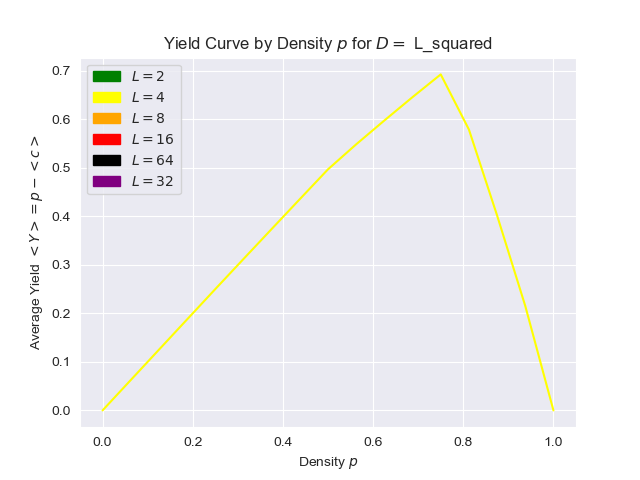 Yield Curve by Density p for D = L_squared
L = 2
L = 4
L = 8
L = 16
L = 64
L = 32
Average Yield < Y > = p − < c >
0.7
0.6
0.5
0.4
0.3
0.2
0.1
0.0
0.0 0.2 0.4 0.6 0.8 1.0
Density p